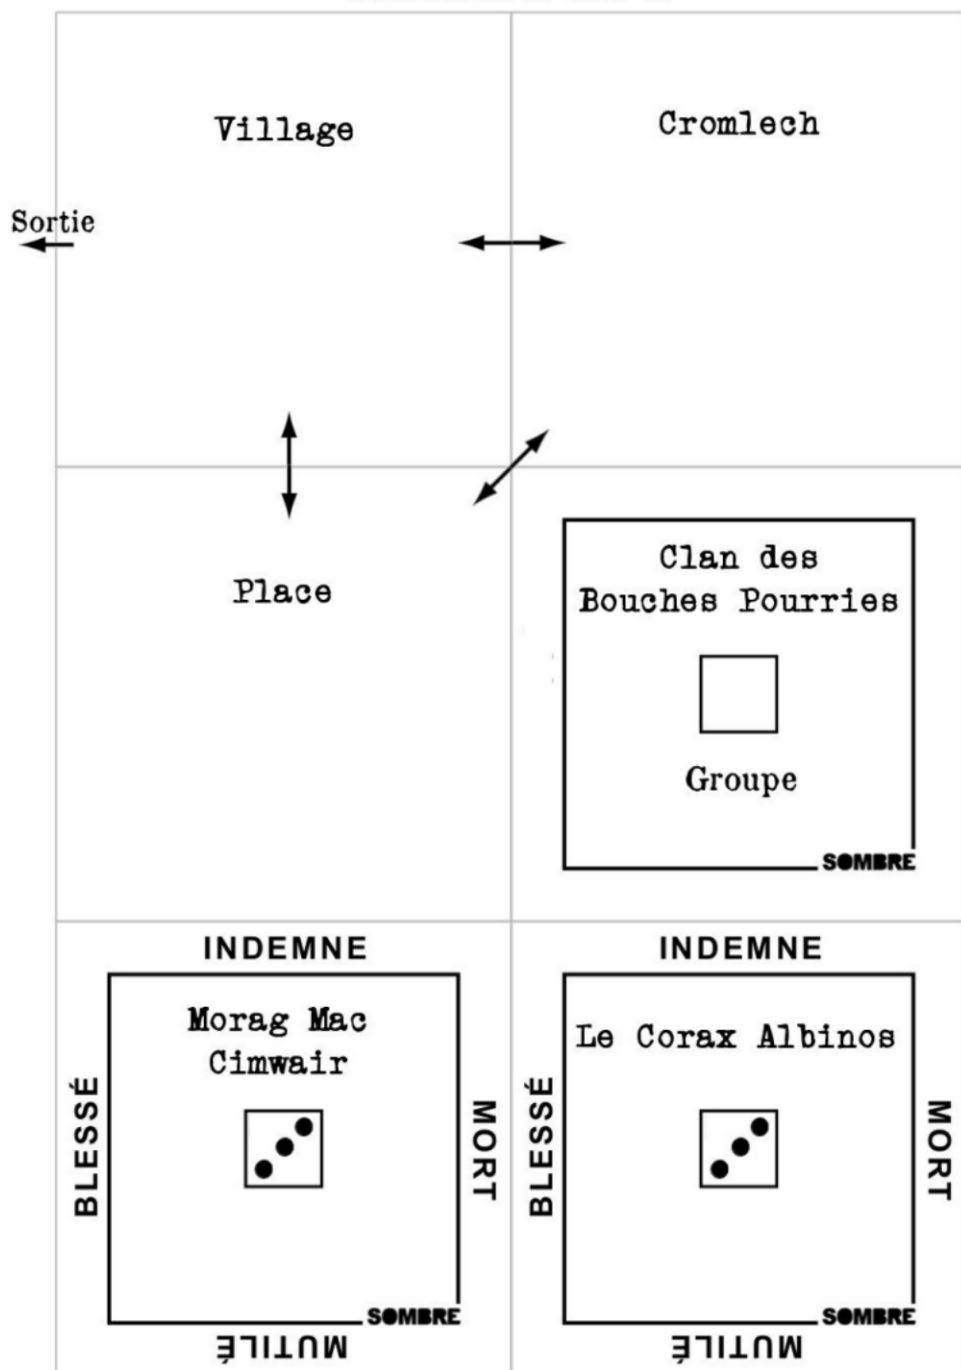 Village
Cromlech
Sortie
Place
Clan des
Bouches Pourries
Groupe
SOMBRE
INDEMNE
INDEMNE
Morag Mac
Cimwair
BLESSÉ
MORT
SOMBRE
MUTILÉ
Le Corax Albinos
BLESSÉ
MORT
SOMBRE
MUTILÉ